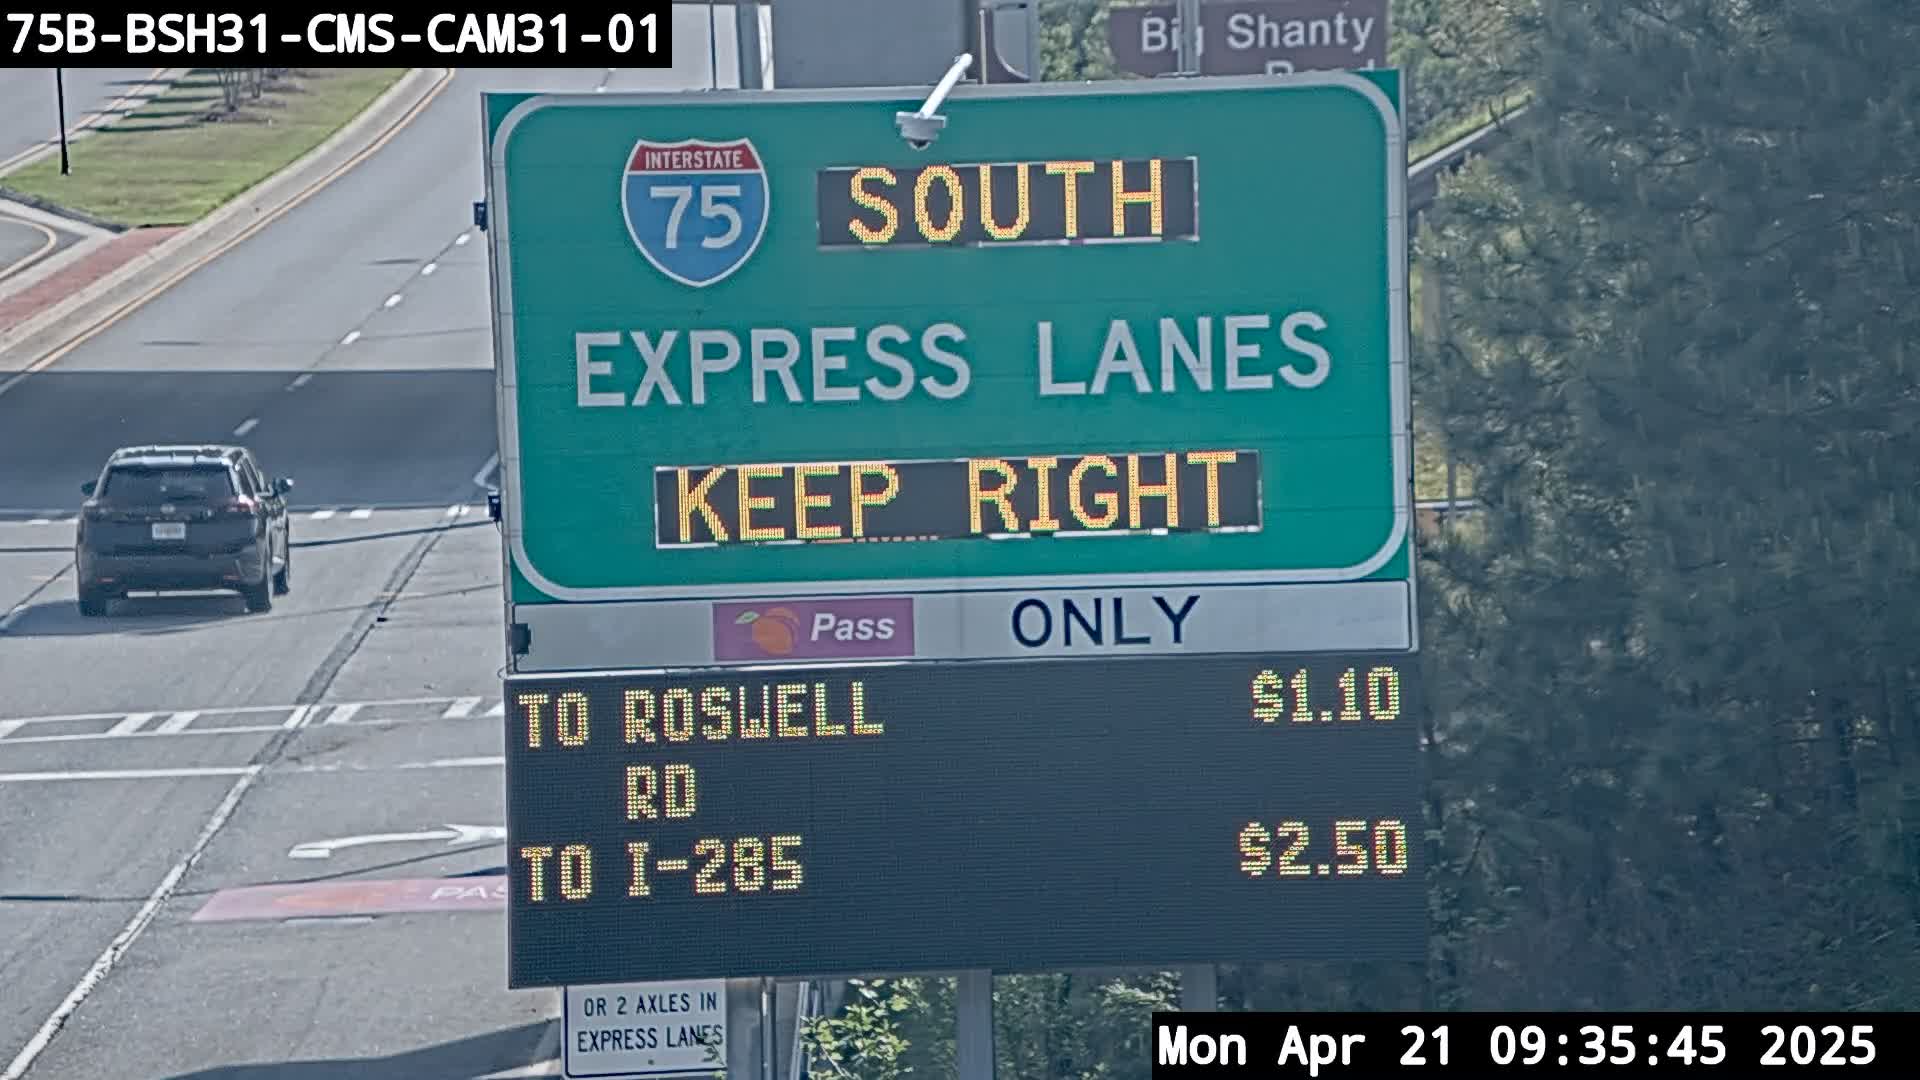 75B-BSH31-CMS-CAM31-01
Big Shanty
INTERSTATE
75
SOUTH
EXPRESS LANES
KEEP RIGHT
Pass
ONLY
TO ROSWELL $1.10
RD
TO I-285 $2.50
PAS
OR 2 AXLES IN
EXPRESS LANES
Mon Apr 21 09:35:45 2025